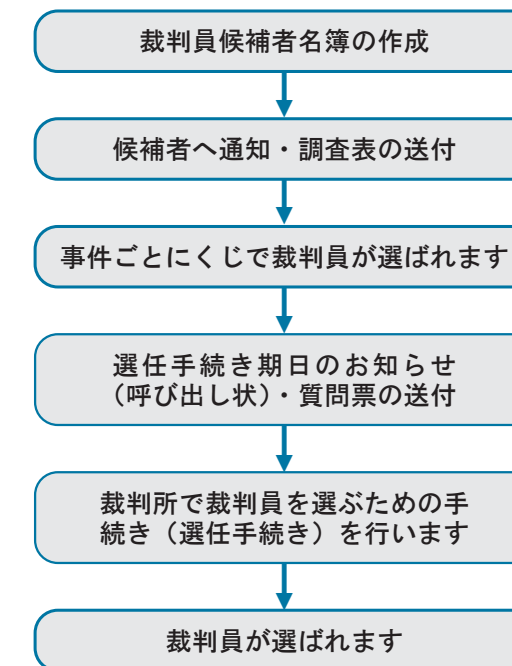 裁判員候補者名簿の作成
候補者へ通知・調査表の送付
事件ごとにくじで裁判員が選ばれます
選任手続き期日のお知らせ
（呼び出し状）・質問票の送付
裁判所で裁判員を選ぶための手
続き（選任手続き）を行います
裁判員が選ばれます